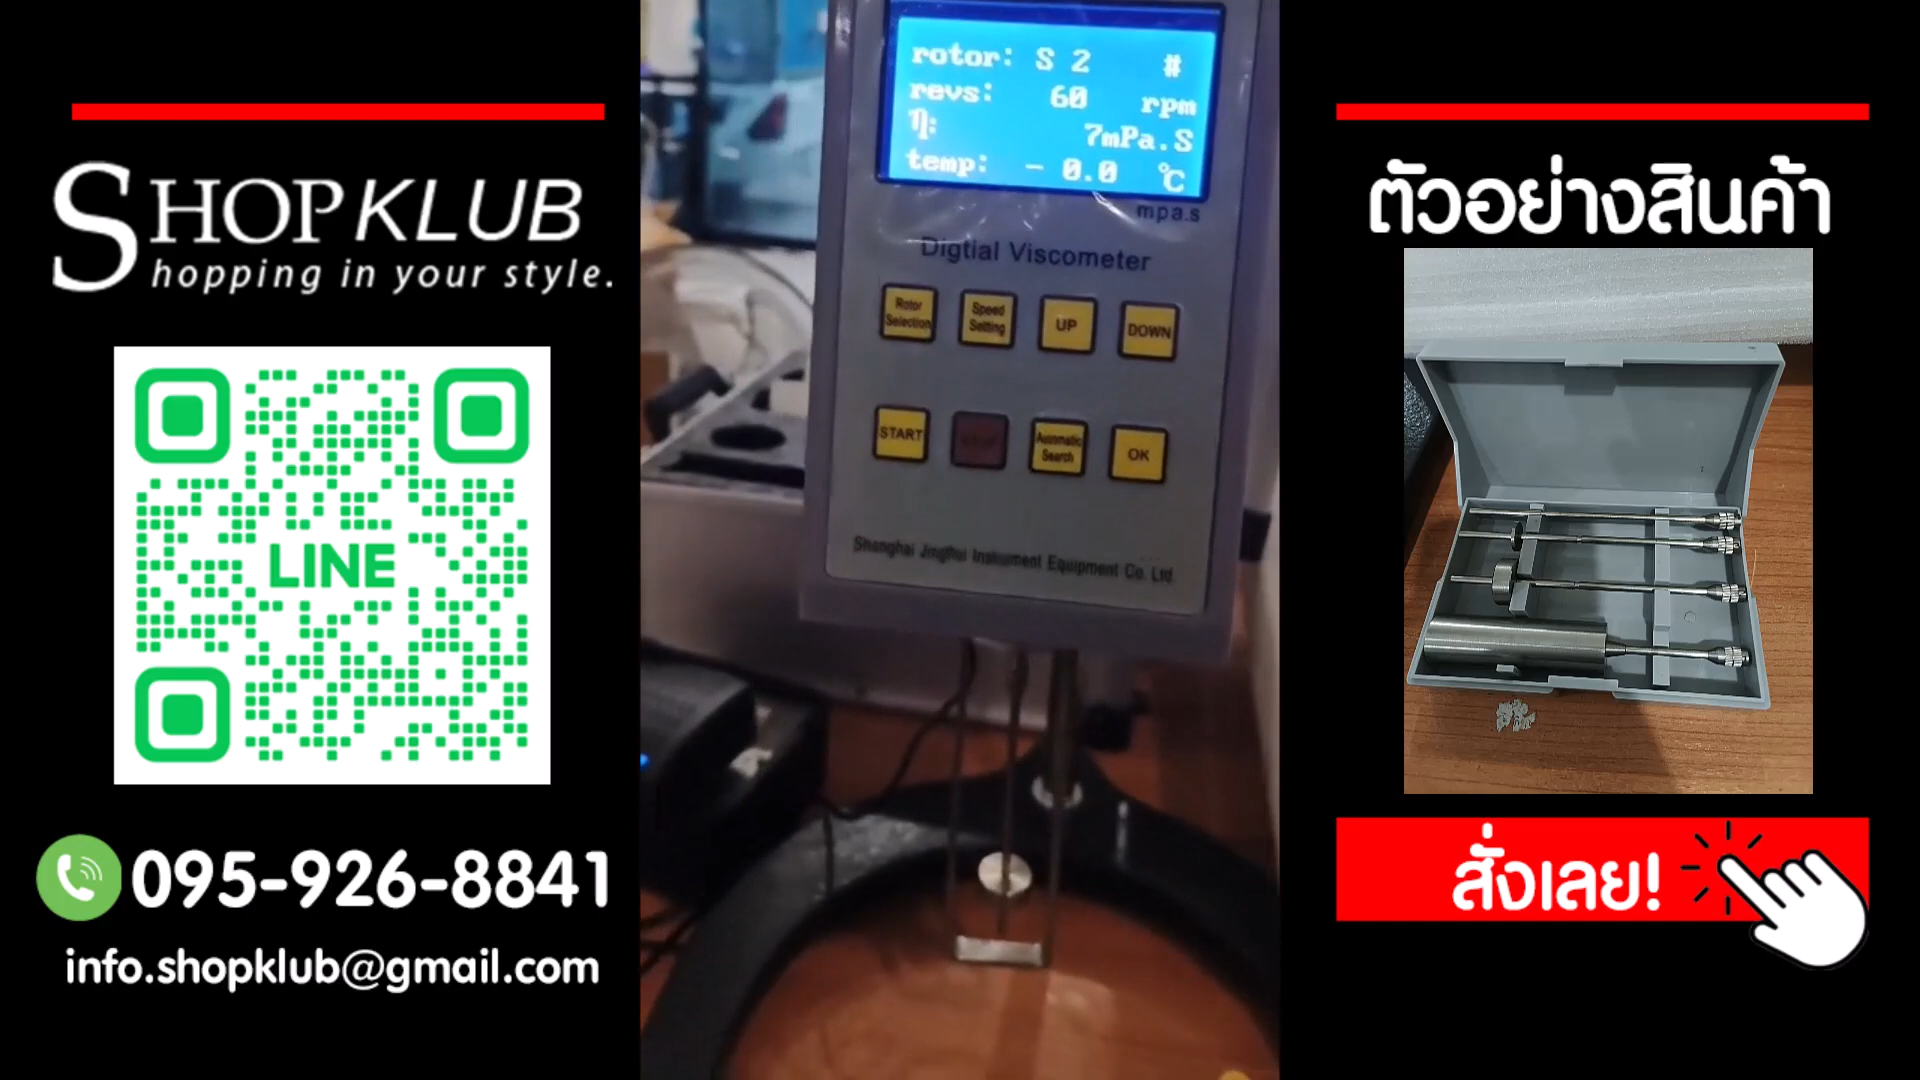 SHOPKLUB
Shopping in your style.
LINE
095-926-8841
info.shopklub@gmail.com
rotor: S 2 #
revs: 60 rpm
η: 7mPa.S
temp: - 0.0 ℃
mpa.s
Digtial Viscometer
Rotor Selection
Speed Setting
UP
DOWN
START
Automatic Search
OK
Shanghai Jinghui Instrument Equipment Co. Ltd.
ตัวอย่างสินค้า
สั่งเลย!